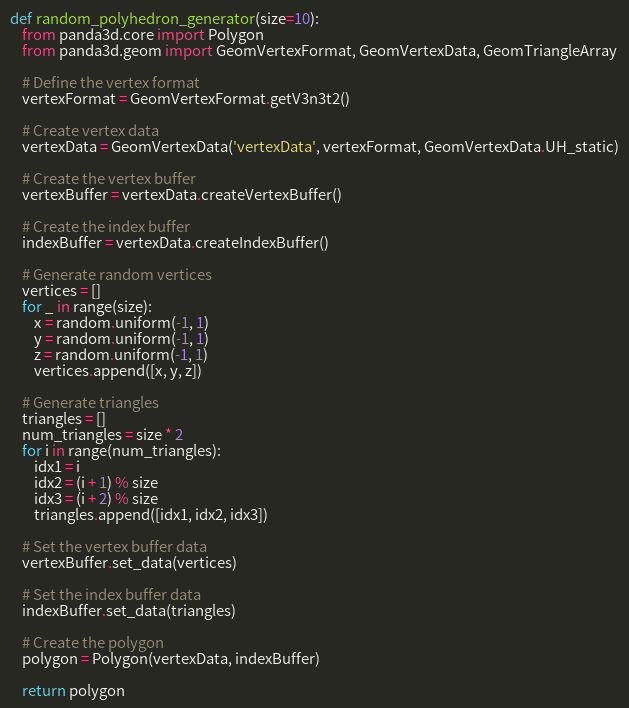 def random_polyhedron_generator(size=10):
from panda3d.core import Polygon
from panda3d.geom import GeomVertexFormat, GeomVertexData, GeomTriangleArray
# Define the vertex format
vertexFormat = GeomVertexFormat.getV3n3t2()
# Create vertex data
vertexData = GeomVertexData('vertexData', vertexFormat, GeomVertexData.UH_static)
# Create the vertex buffer
vertexBuffer = vertexData.createVertexBuffer()
# Create the index buffer
indexBuffer = vertexData.createIndexBuffer()
# Generate random vertices
vertices = []
for _ in range(size):
x = random.uniform(-1, 1)
y = random.uniform(-1, 1)
z = random.uniform(-1, 1)
vertices.append([x, y, z])
# Generate triangles
triangles = []
num_triangles = size * 2
for i in range(num_triangles):
idx1 = i
idx2 = (i + 1) % size
idx3 = (i + 2) % size
triangles.append([idx1, idx2, idx3])
# Set the vertex buffer data
vertexBuffer.set_data(vertices)
# Set the index buffer data
indexBuffer.set_data(triangles)
# Create the polygon
polygon = Polygon(vertexData, indexBuffer)
return polygon